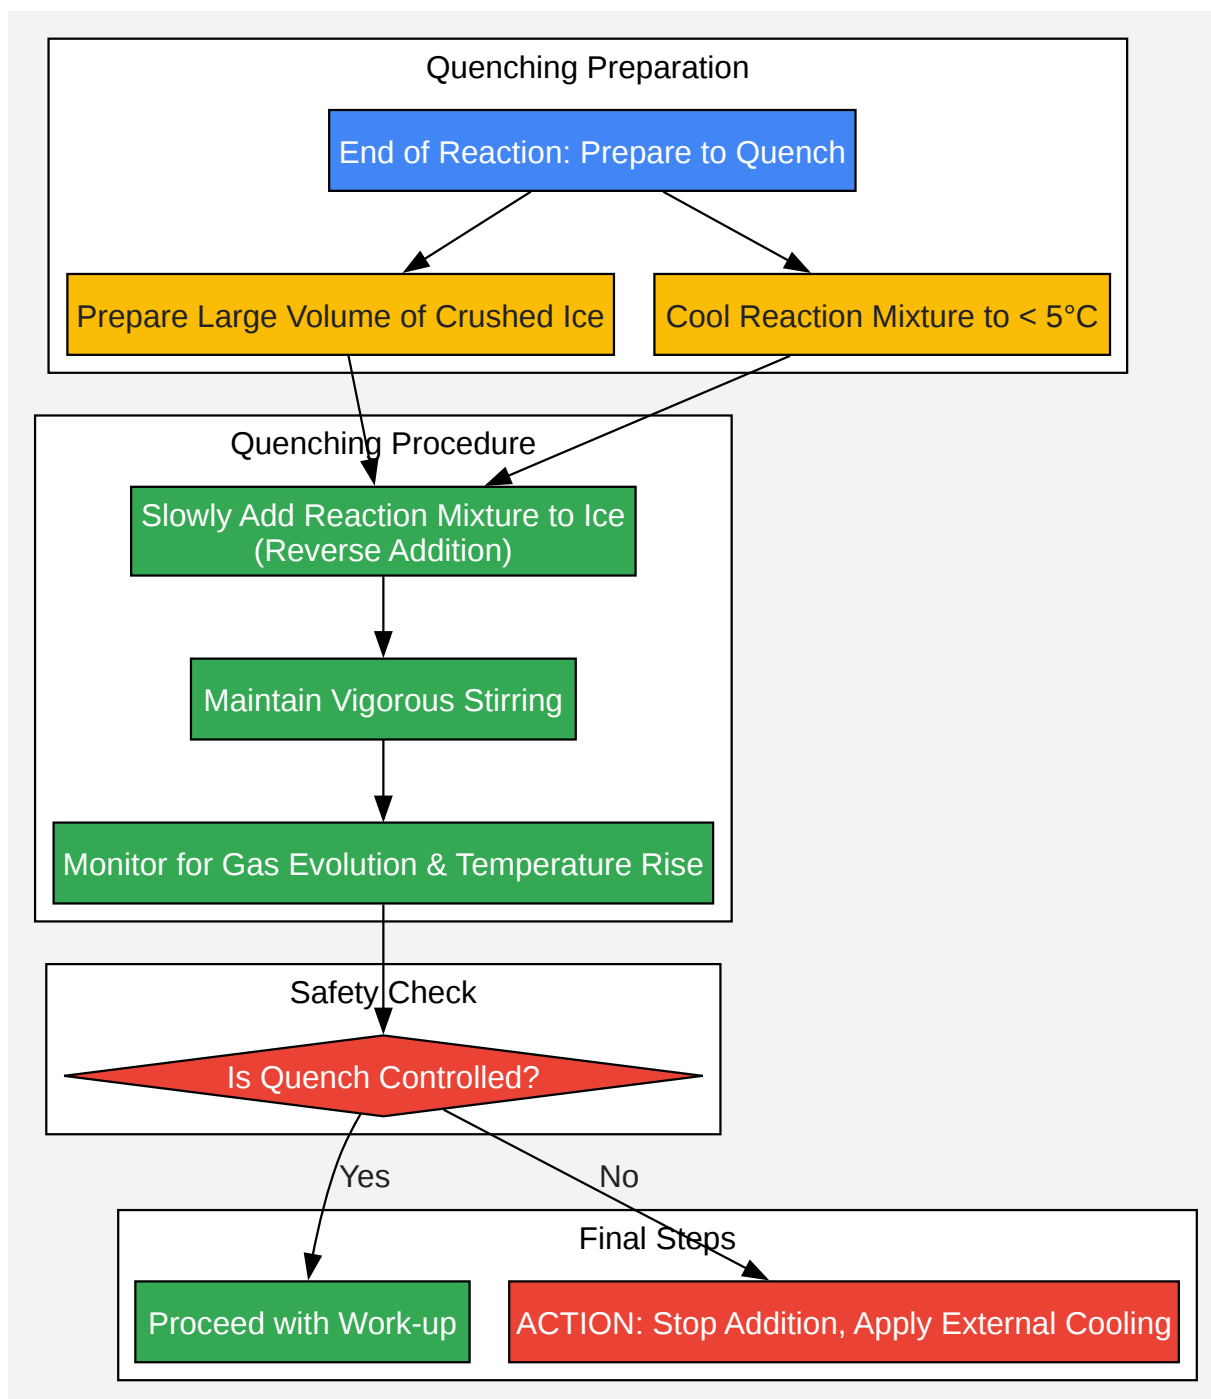 Quenching Preparation
End of Reaction: Prepare to Quench
Prepare Large Volume of Crushed Ice
Cool Reaction Mixture to < 5°C
Quenching Procedure
Slowly Add Reaction Mixture to Ice
(Reverse Addition)
Maintain Vigorous Stirring
Monitor for Gas Evolution & Temperature Rise
Safety Check
Is Quench Controlled?
Yes
No
Final Steps
Proceed with Work-up
ACTION: Stop Addition, Apply External Cooling